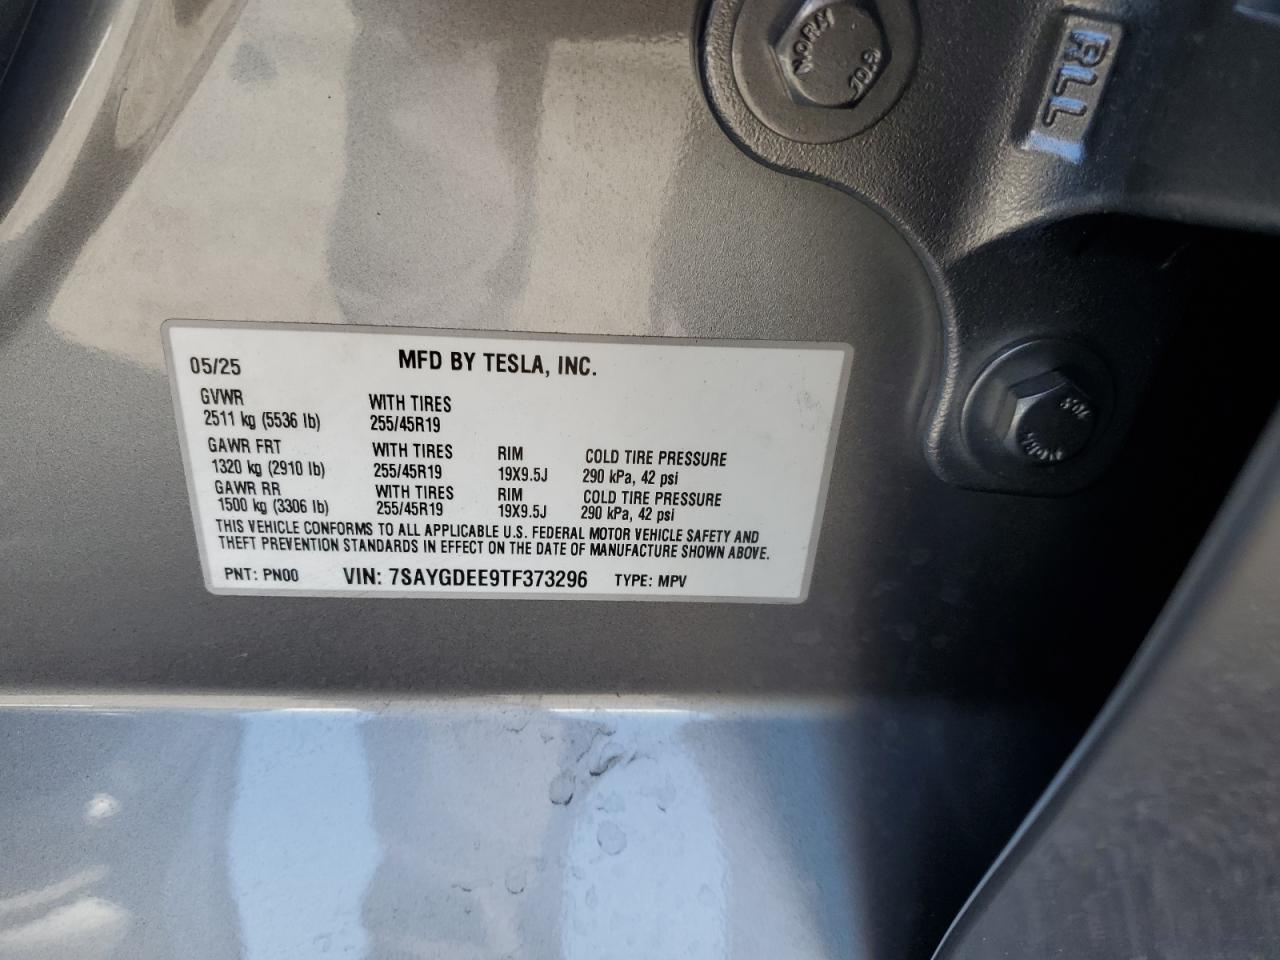 RLL
05/25 MFD BY TESLA, INC.
GVWR WITH TIRES
2511 kg (5536 lb) 255/45R19
GAWR FRT WITH TIRES RIM COLD TIRE PRESSURE
1320 kg (2910 lb) 255/45R19 19X9.5J 290 kPa, 42 psi
GAWR RR WITH TIRES RIM COLD TIRE PRESSURE
1500 kg (3306 lb) 255/45R19 19X9.5J 290 kPa, 42 psi
THIS VEHICLE CONFORMS TO ALL APPLICABLE U.S. FEDERAL MOTOR VEHICLE SAFETY AND
THEFT PREVENTION STANDARDS IN EFFECT ON THE DATE OF MANUFACTURE SHOWN ABOVE.
PNT: PN00 VIN: 7SAYGDEE9TF373296 TYPE: MPV